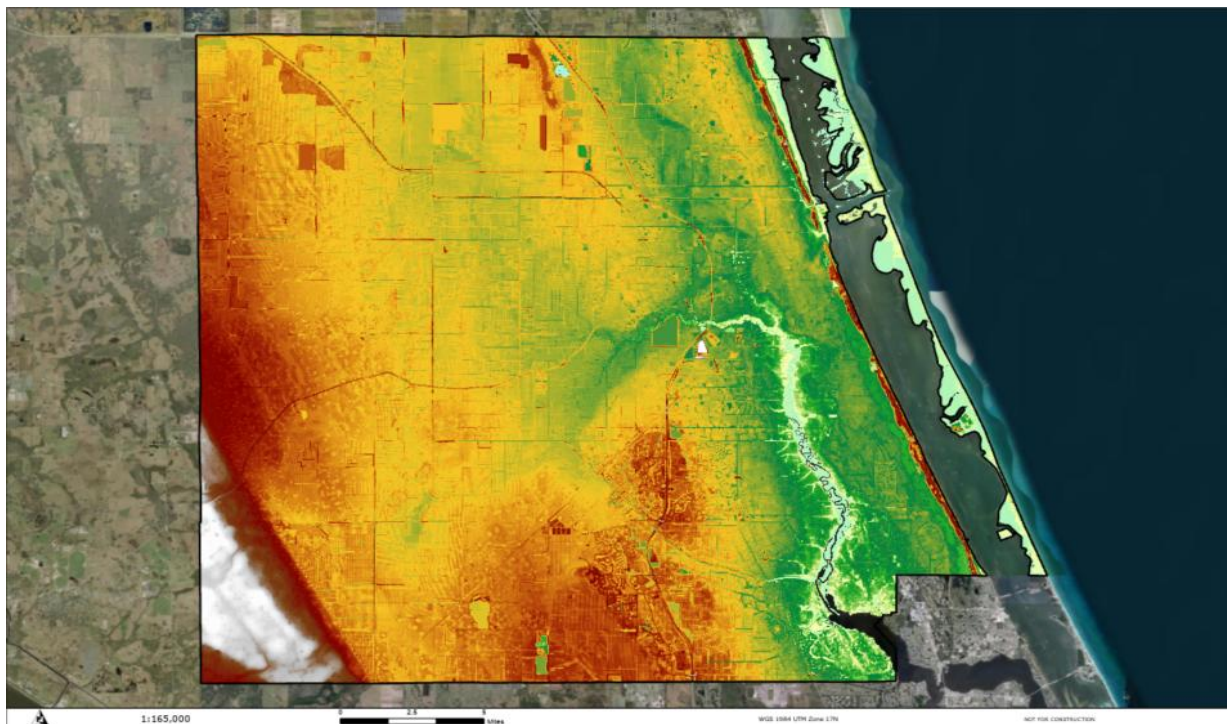 1:165,000
0 2.5 5
Miles
WGS 1984 UTM Zone 17N
NOT FOR CONSTRUCTION